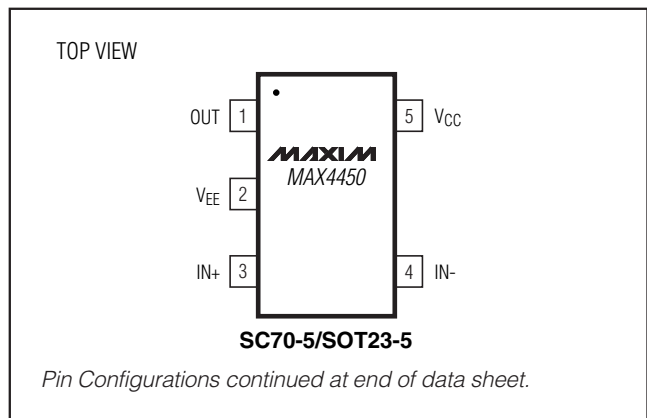 TOP VIEW
OUT 1
5 VCC
MAXIM
MAX4450
VEE 2
IN+ 3
4 IN-
SC70-5/SOT23-5
Pin Configurations continued at end of data sheet.